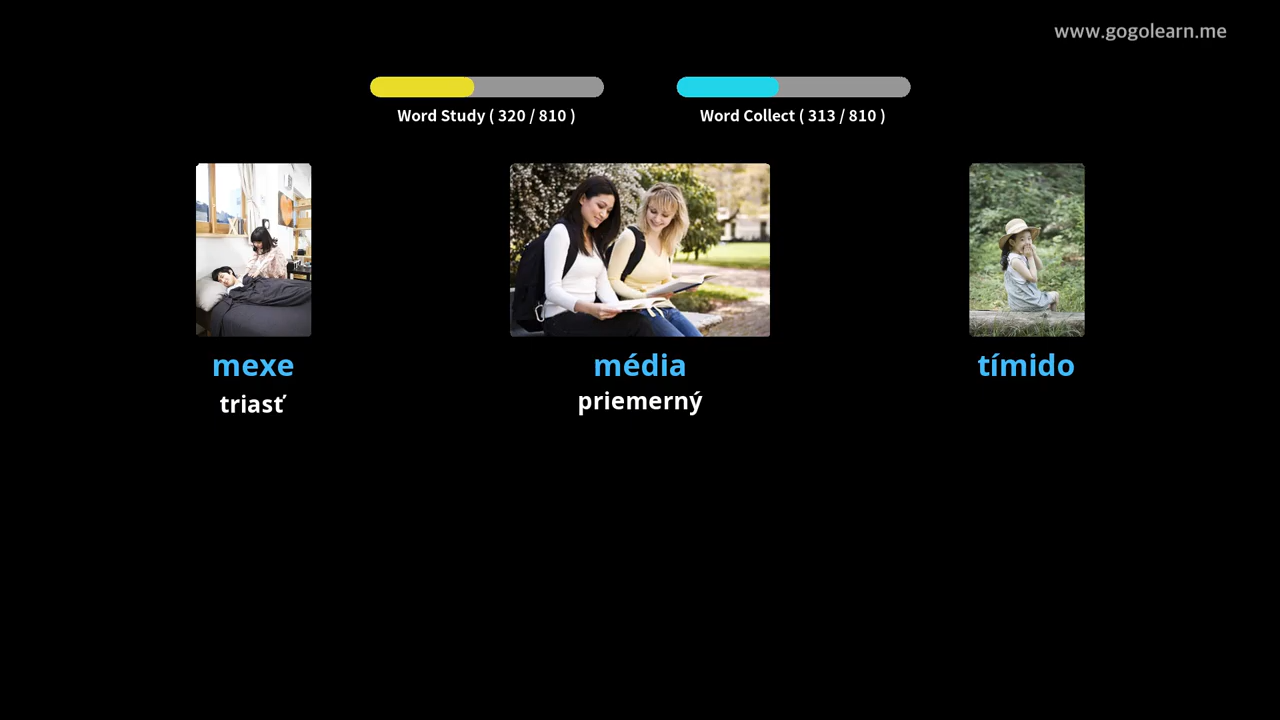 www.gogolearn.me
Word Study ( 320 / 810 )
Word Collect ( 313 / 810 )
mexe
triasť
média
priemerný
tímido